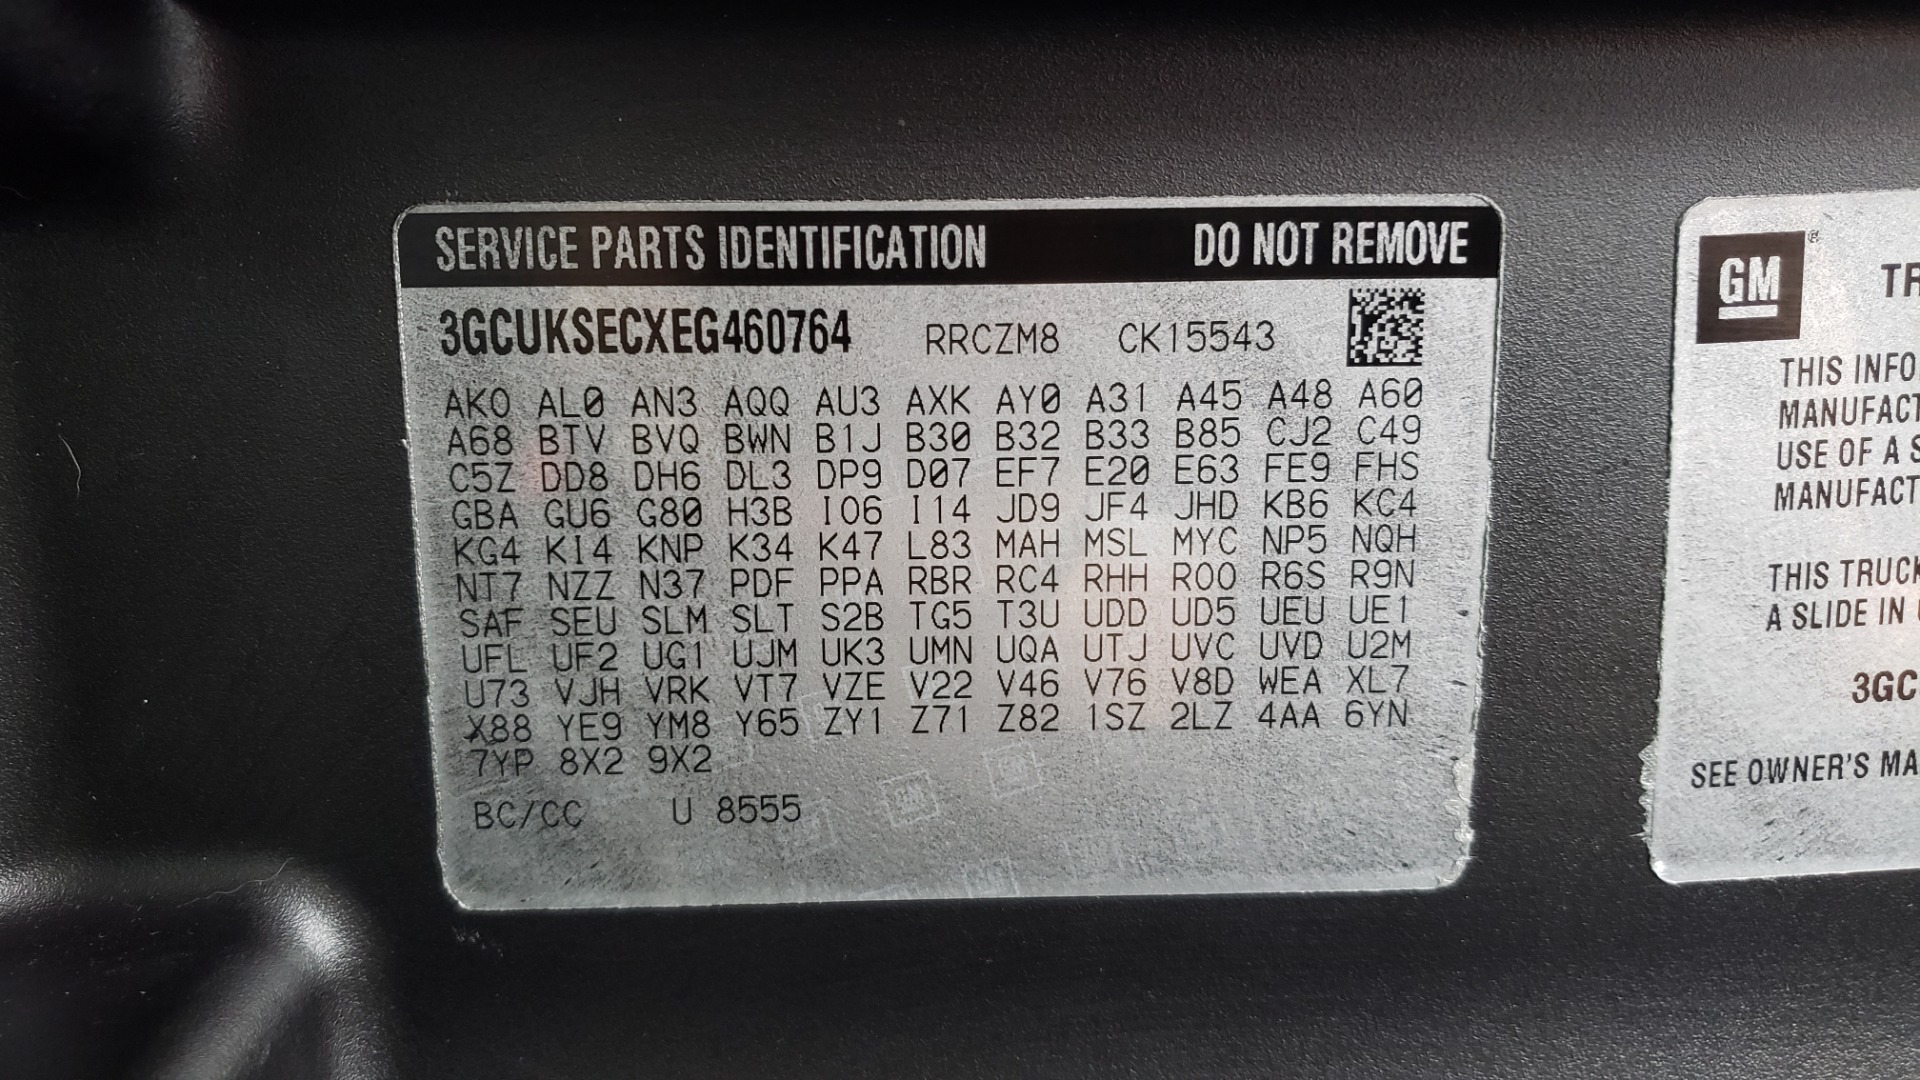 SERVICE PARTS IDENTIFICATION DO NOT REMOVE
3GCUKSECXEG460764 RRCZM8 CK15543
AKO AL0 AN3 AQQ AU3 AXK AY0 A31 A45 A48 A60
A68 BTV BVQ BWN B1J B30 B32 B33 B85 CJ2 C49
C5Z DD8 DH6 DL3 DP9 D07 EF7 E20 E63 FE9 FHS
GBA GU6 G80 H3B I06 I14 JD9 JF4 JHD KB6 KC4
KG4 KI4 KNP K34 K47 L83 MAH MSL MYC NP5 NQH
NT7 NZZ N37 PDF PPA RBR RC4 RHH R00 R6S R9N
SAF SEU SLM SLT S2B TG5 T3U UDD UD5 UEU UE1
UFL UF2 UG1 UJM UK3 UMN UQA UTJ UVC UVD U2M
U73 VJH VRK VT7 VZE V22 V46 V76 V8D WEA XL7
X88 YE9 YM8 Y65 ZY1 Z71 Z82 1SZ 2LZ 4AA 6YN
7YP 8X2 9X2
BC/CC U 8555
GM ®
TR
THIS INFO
MANUFACT
USE OF A S
MANUFACT
THIS TRUCK
A SLIDE IN
3GC
SEE OWNER'S MA